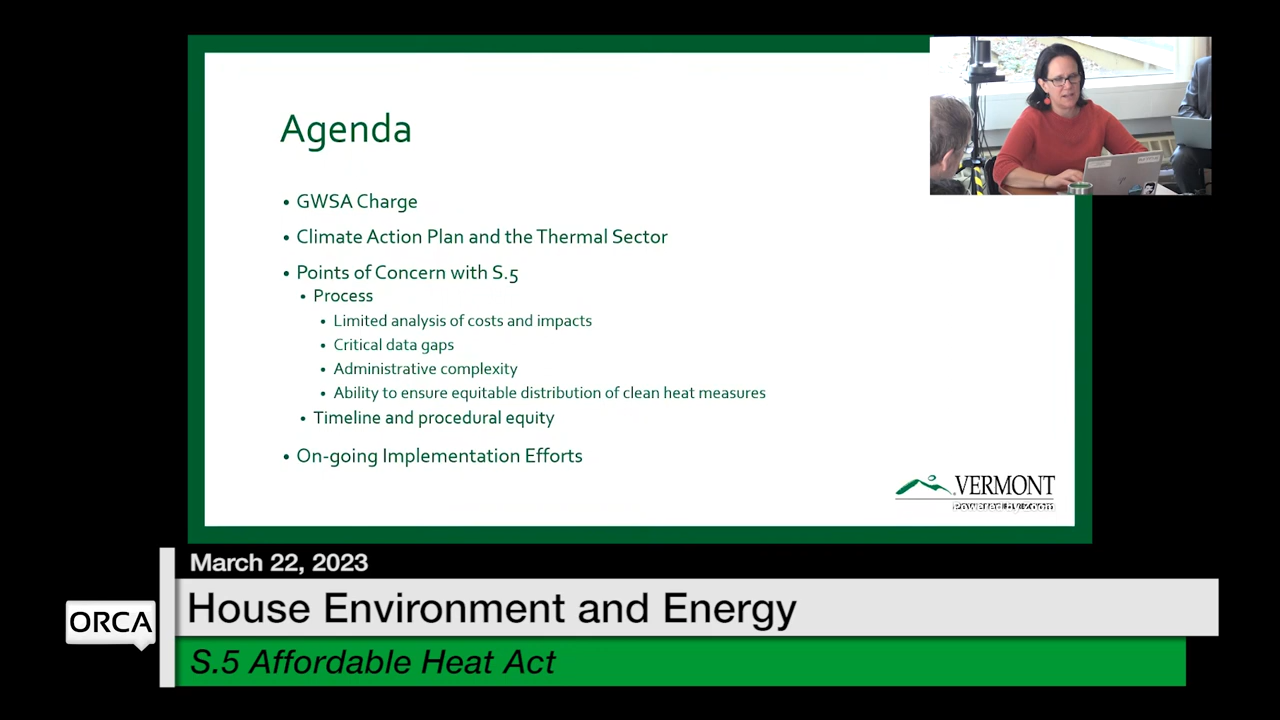 Agenda
• GWSA Charge
• Climate Action Plan and the Thermal Sector
• Points of Concern with S.5
• Process
• Limited analysis of costs and impacts
• Critical data gaps
• Administrative complexity
• Ability to ensure equitable distribution of clean heat measures
• Timeline and procedural equity
• On-going Implementation Efforts
VERMONT
Powered by Zoom
March 22, 2023
House Environment and Energy
ORCA
S.5 Affordable Heat Act